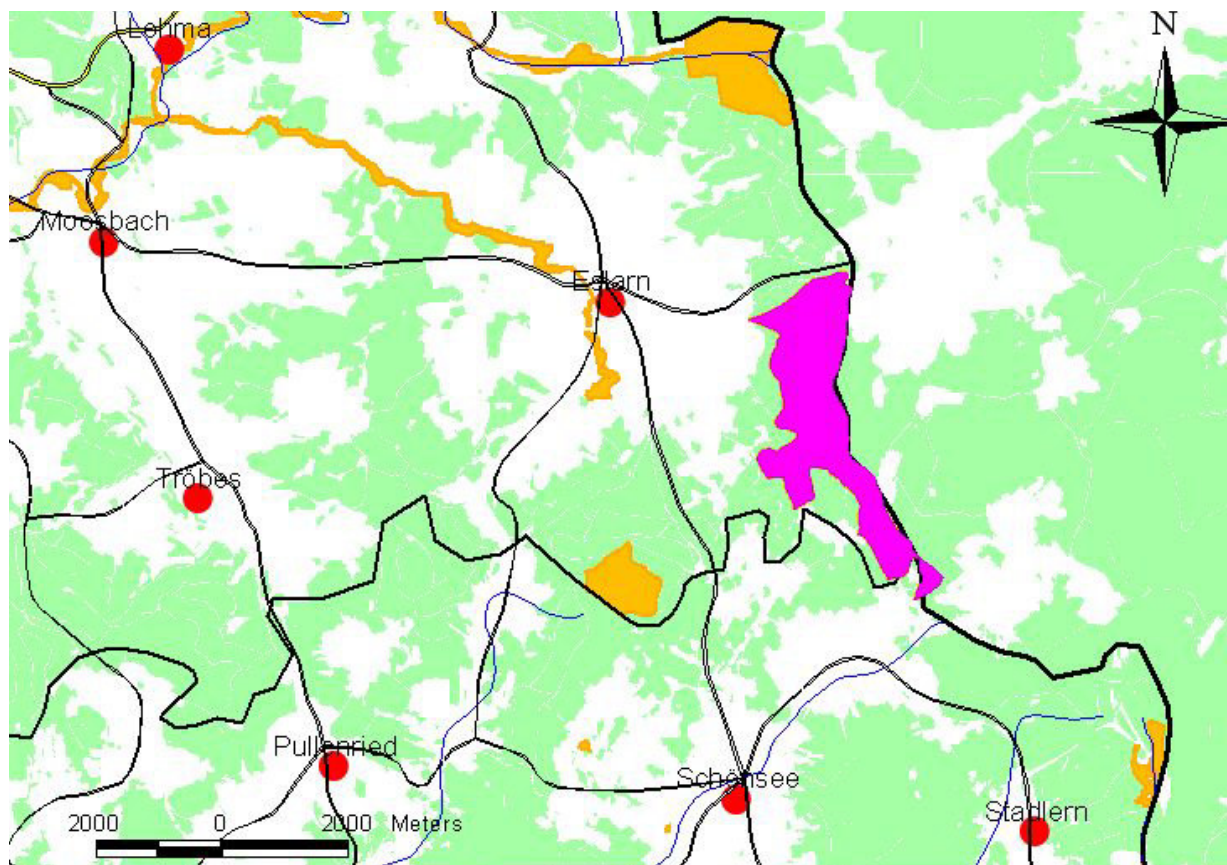 Lohma
N
Moosbach
Eslarn
Tröbes
Pullenried
Schönsee
Stadlern
2000 0 2000 Meters